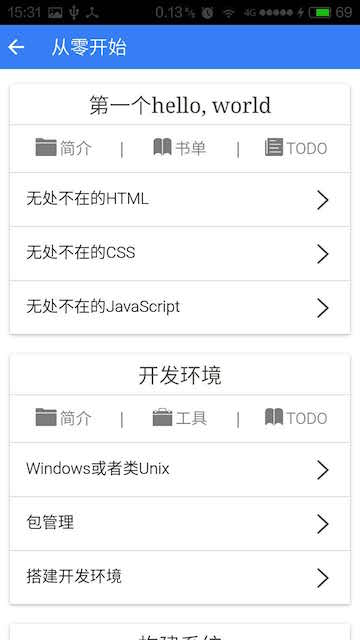 15:31 0.13 4G 69
从零开始
第一个hello, world
简介 | 书单 | TODO
无处不在的HTML
无处不在的CSS
无处不在的JavaScript
开发环境
简介 | 工具 | TODO
Windows或者类Unix
包管理
搭建开发环境
构建系统